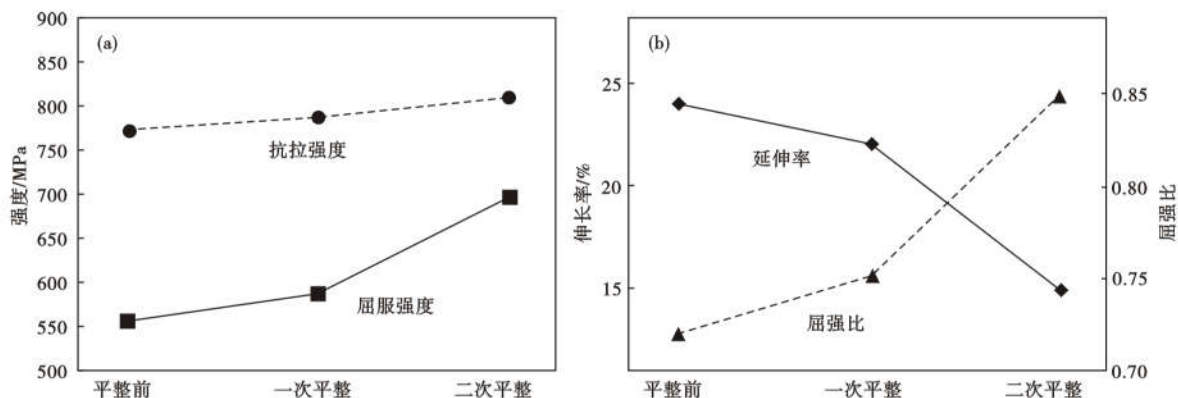 (a)
强度/MPa
900
850
800
750
700
650
600
550
500
抗拉强度
屈服强度
平整前
一次平整
二次平整
(b)
伸长率/%
25
20
15
延伸率
屈强比
0.85
0.80
0.75
0.70
屈强比
平整前
一次平整
二次平整